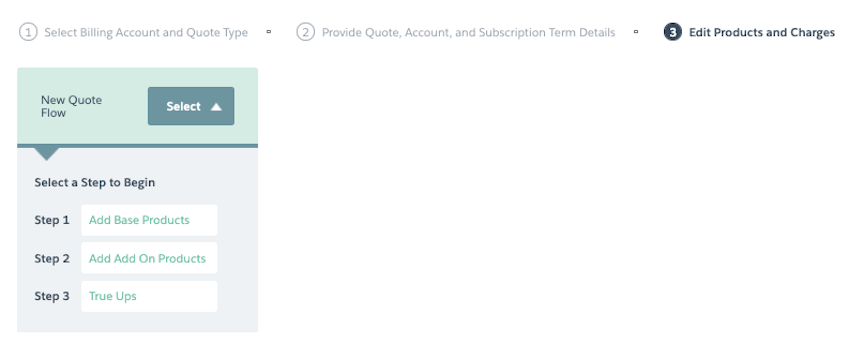 1 Select Billing Account and Quote Type
2 Provide Quote, Account, and Subscription Term Details
3 Edit Products and Charges
New Quote
Flow
Select
Select a Step to Begin
Step 1 Add Base Products
Step 2 Add Add On Products
Step 3 True Ups